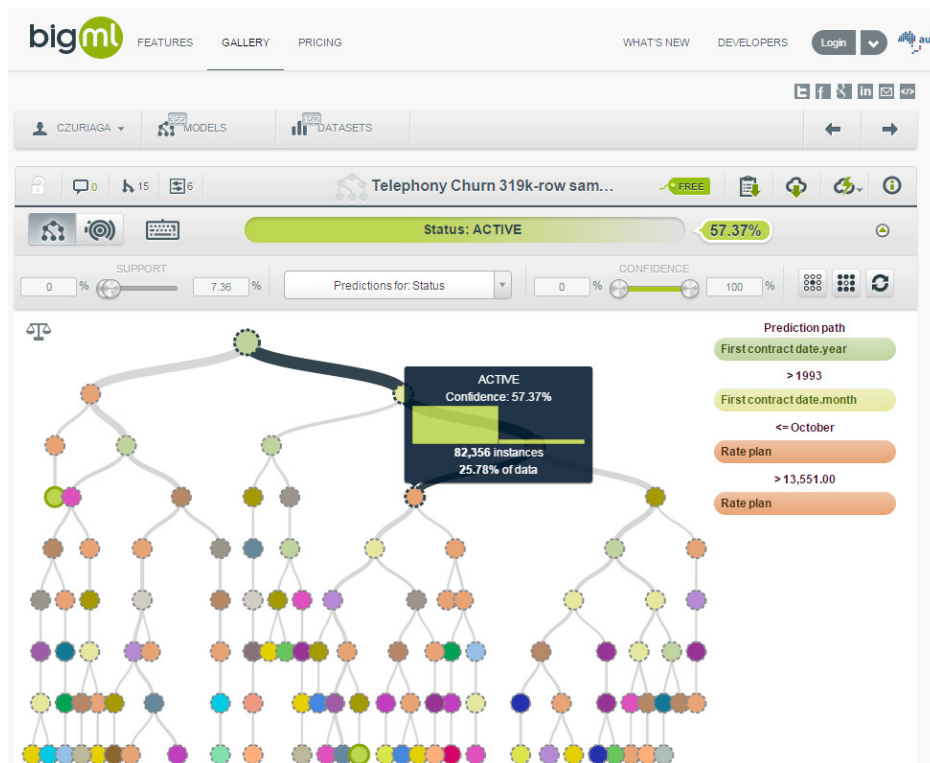 bigml FEATURES GALLERY PRICING WHAT'S NEW DEVELOPERS Login au
CZURIAGA 355 MODELS 152 DATASETS
0 15 6 Telephony Churn 319k-row sam... FREE
Status: ACTIVE 57.37%
SUPPORT CONFIDENCE
0 % 7.36 % Predictions for: Status 0 % 100 %
Prediction path
First contract date.year
> 1993
First contract date.month
<= October
Rate plan
> 13,551.00
Rate plan
ACTIVE
Confidence: 57.37%
82,356 instances
25.78% of data